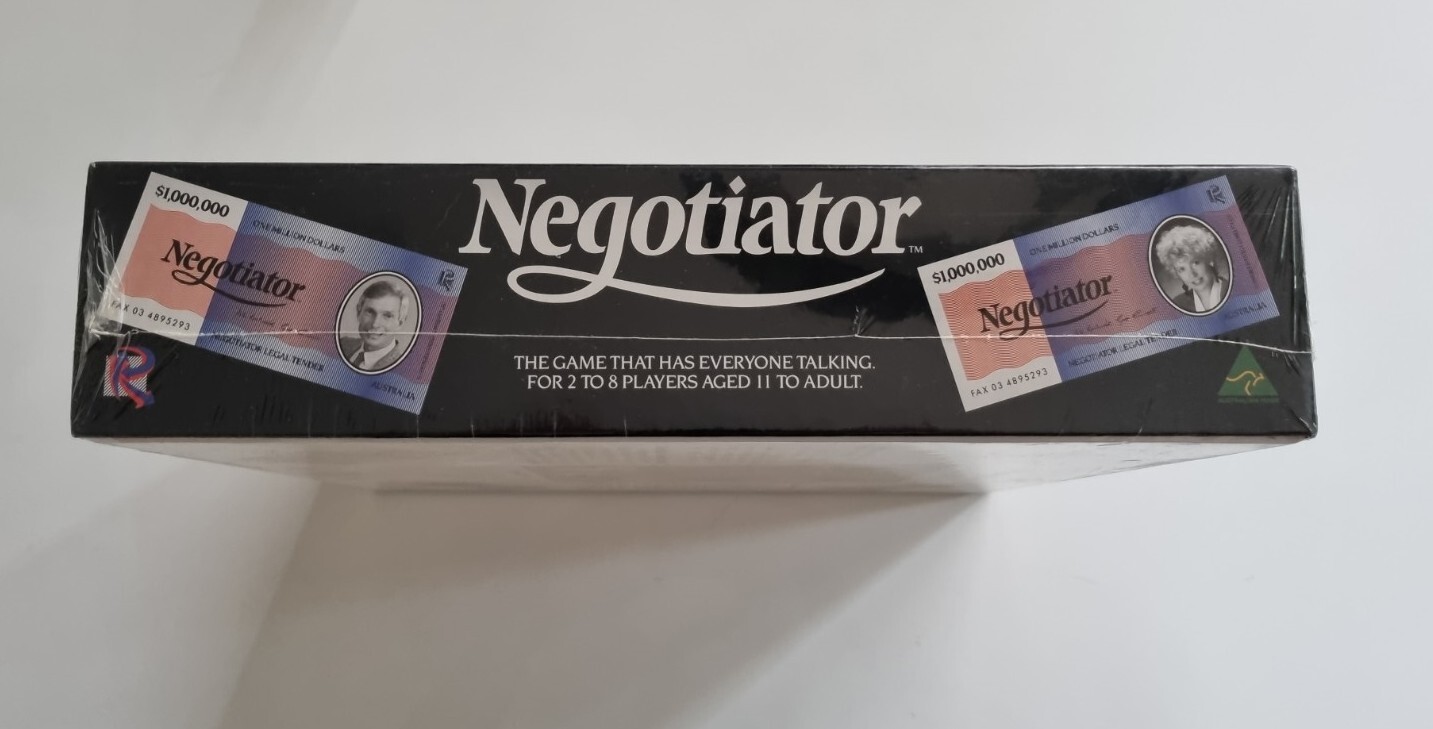 Negotiator™
THE GAME THAT HAS EVERYONE TALKING.
FOR 2 TO 8 PLAYERS AGED 11 TO ADULT.
$1,000,000
ONE MILLION DOLLARS
Negotiator
FAX 03 4895293
NEGOTIATOR LEGAL TENDER
AUSTRALIA
$1,000,000
ONE MILLION DOLLARS
Negotiator
FAX 03 4895293
NEGOTIATOR LEGAL TENDER
AUSTRALIA